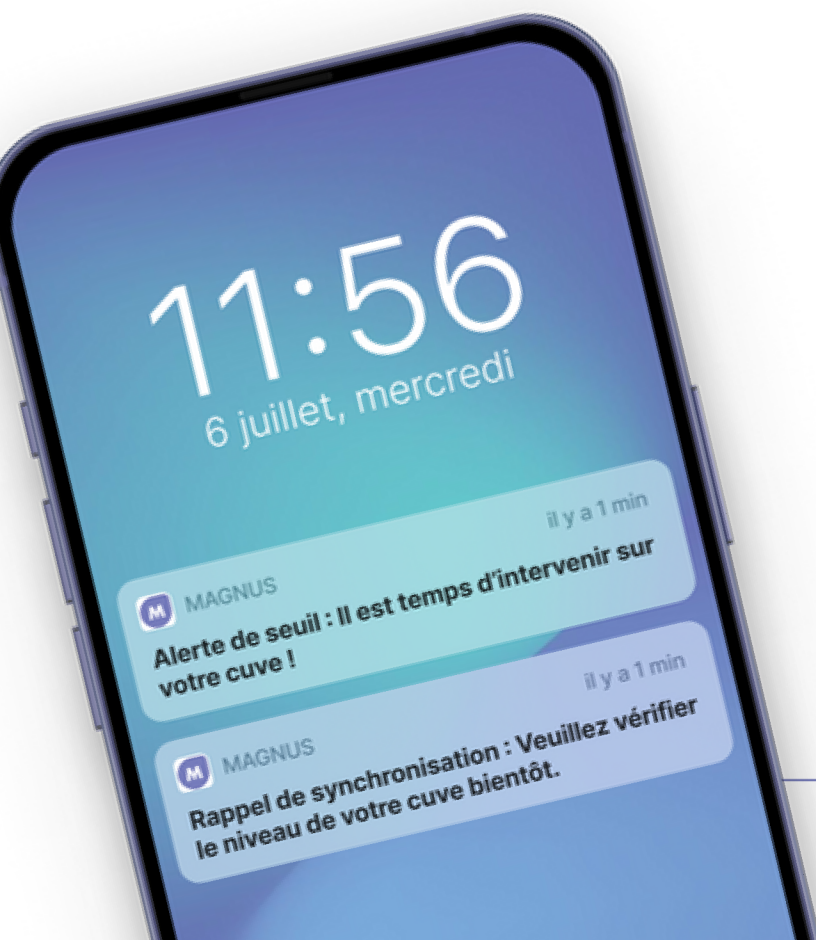 11:56
6 juillet, mercredi
il y a 1 min
M MAGNUS
Alerte de seuil : Il est temps d'intervenir sur
votre cuve !
il y a 1 min
M MAGNUS
Rappel de synchronisation : Veuillez vérifier
le niveau de votre cuve bientôt.